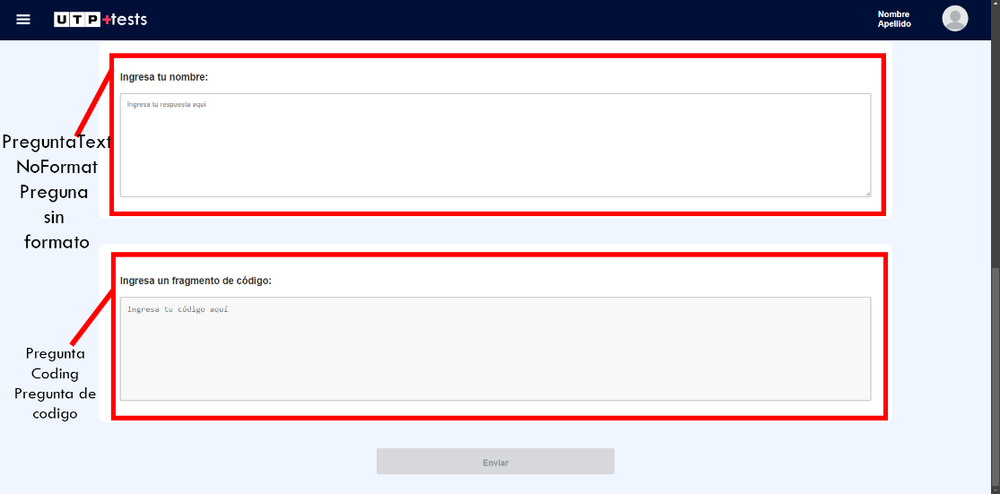 UTP+tests
Nombre
Apellido
Ingresa tu nombre:
Ingresa tu respuesta aquí
PreguntaText
NoFormat
Preguna
sin
formato
Ingresa un fragmento de código:
Ingresa tu código aquí
Pregunta
Coding
Pregunta de
codigo
Enviar